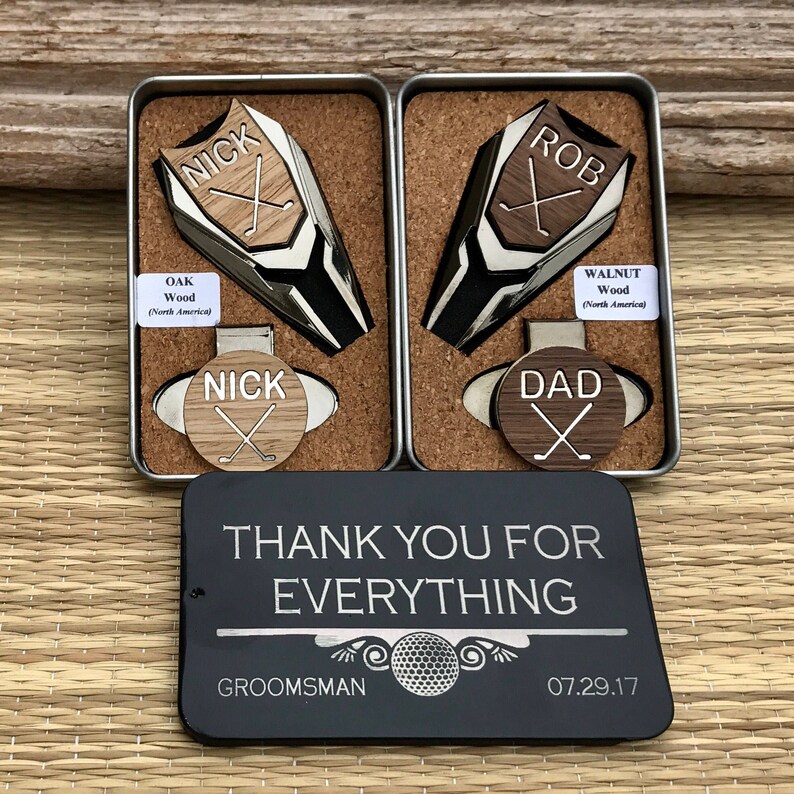 NICK
OAK
Wood
(North America)
NICK
ROB
WALNUT
Wood
(North America)
DAD
THANK YOU FOR
EVERYTHING
GROOMSMAN
07.29.17